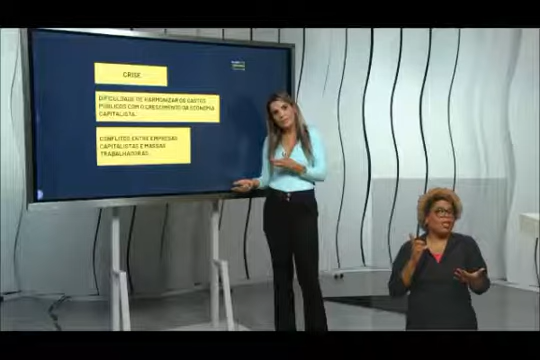 CRISE
DIFICULDADE DE HARMONIZAR OS GASTOS
PÚBLICOS COM O CRESCIMENTO DA ECONOMIA
CAPITALISTA.
CONFLITOS ENTRE EMPRESAS
CAPITALISTAS E MASSAS
TRABALHADORAS.